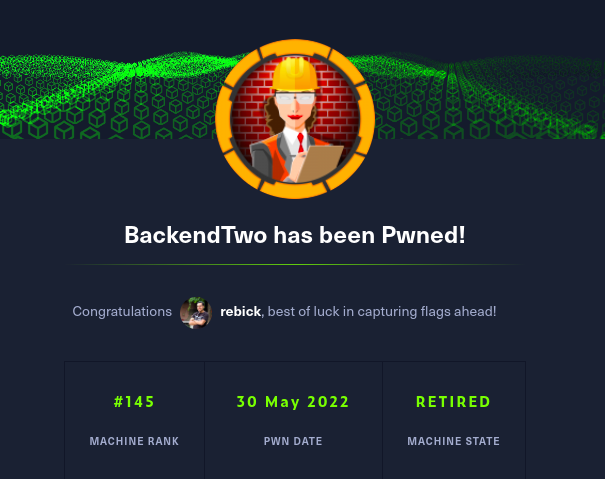 BackendTwo has been Pwned!
Congratulations rebick, best of luck in capturing flags ahead!
#145 30 May 2022 RETIRED
MACHINE RANK PWN DATE MACHINE STATE